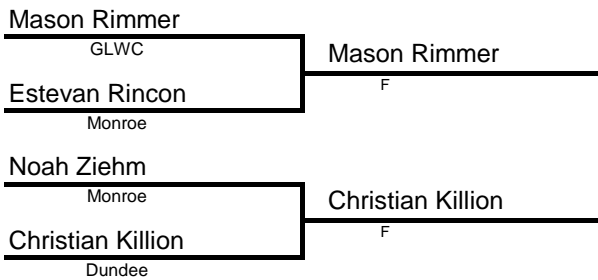 Mason Rimmer
GLWC
Mason Rimmer
F
Estevan Rincon
Monroe
Noah Ziehm
Monroe
Christian Killion
F
Christian Killion
Dundee